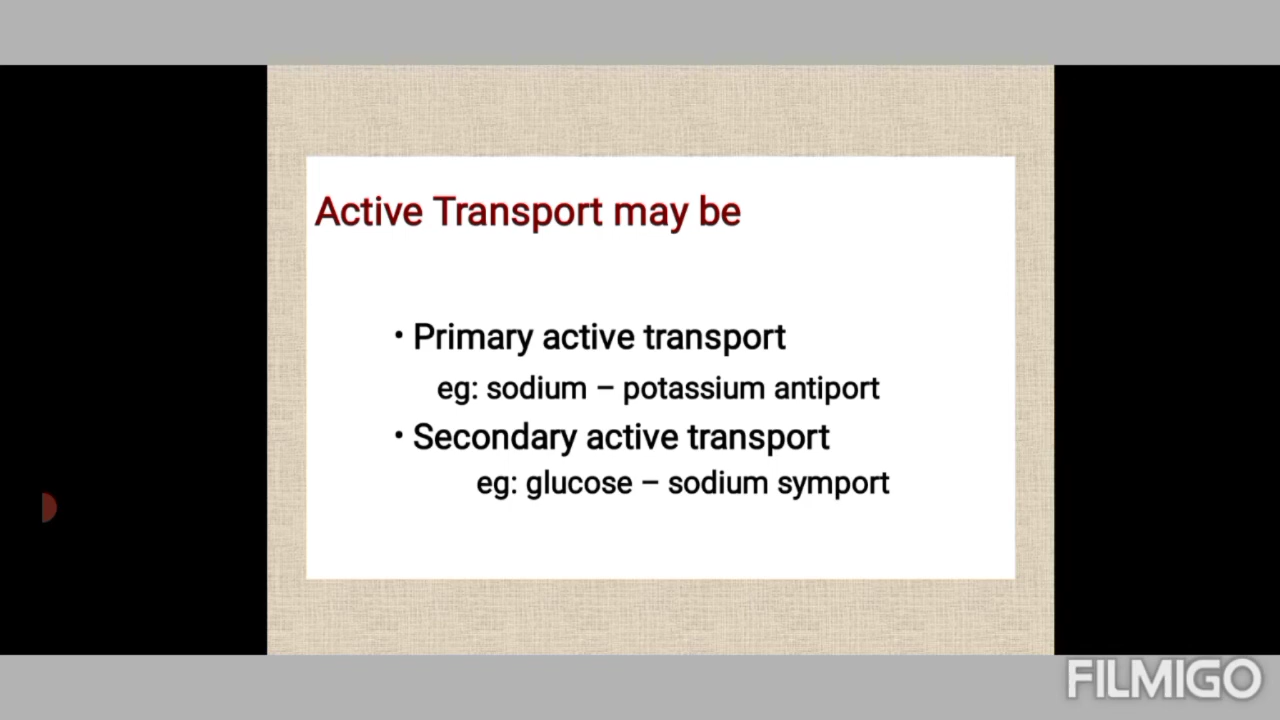 Active Transport may be
• Primary active transport
eg: sodium – potassium antiport
• Secondary active transport
eg: glucose – sodium symport
FILMIGO